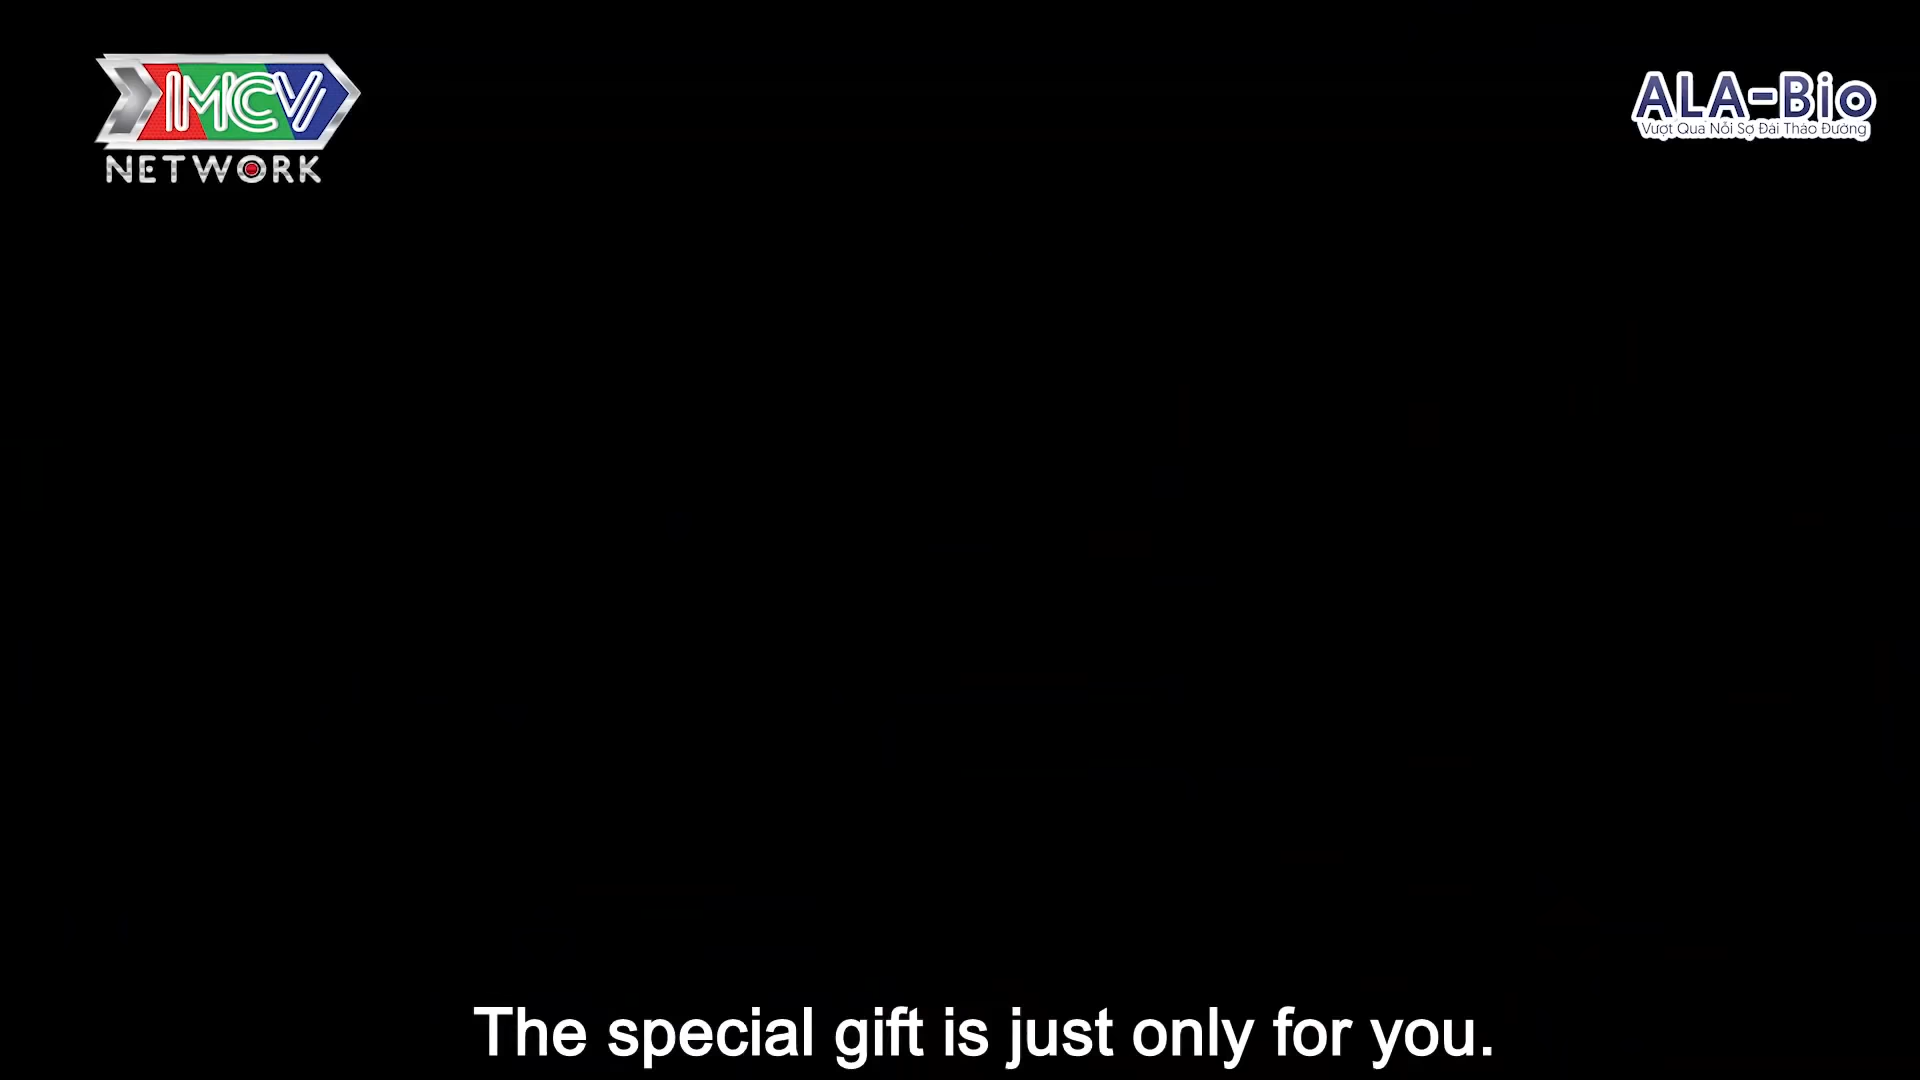 MCV
NETWORK
ALA-Bio
Vượt Qua Nỗi Sợ Đái Tháo Đường
The special gift is just only for you.